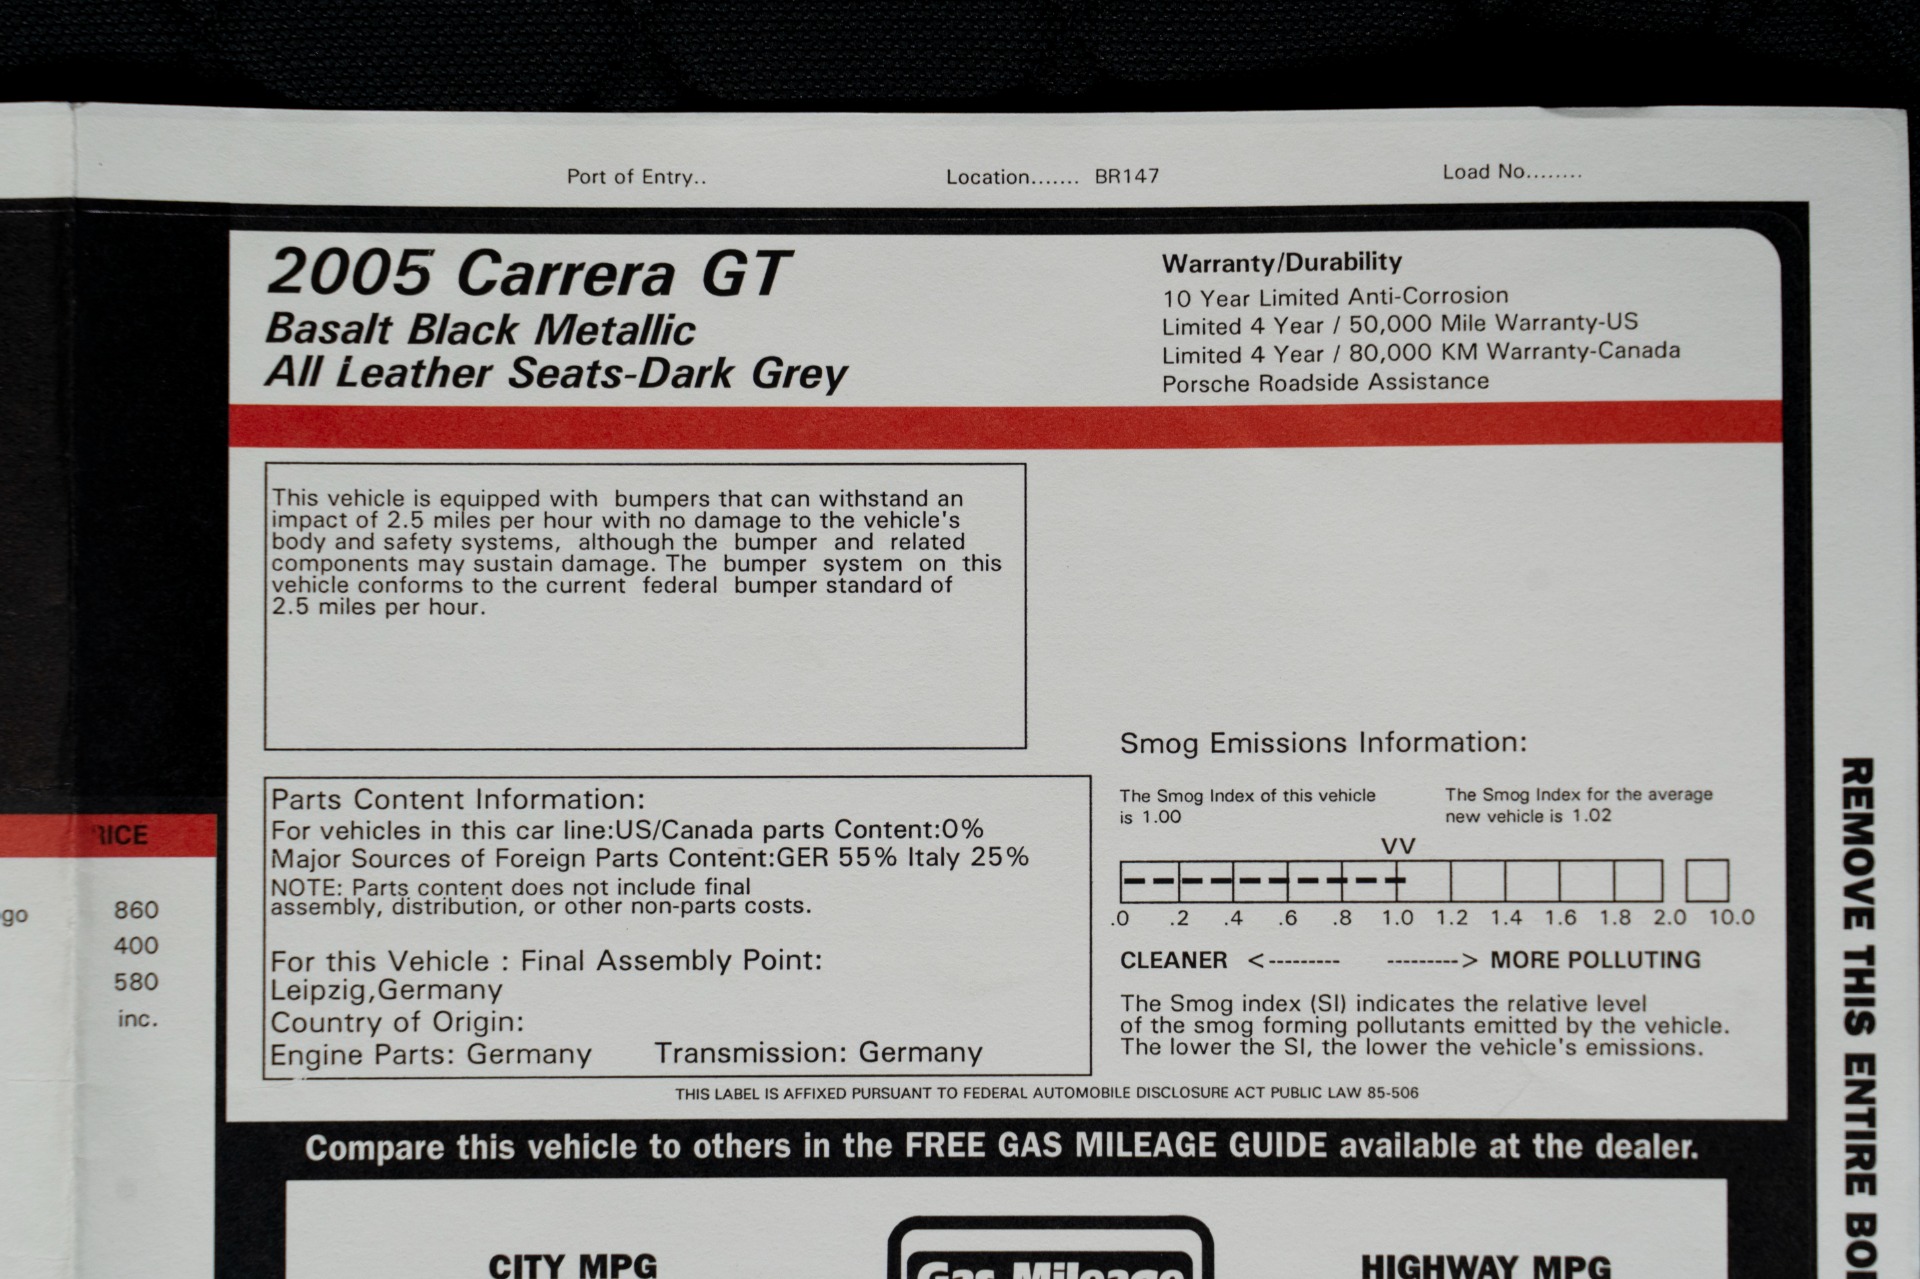 Port of Entry..
Location....... BR147
Load No........
2005 Carrera GT
Basalt Black Metallic
All Leather Seats-Dark Grey
Warranty/Durability
10 Year Limited Anti-Corrosion
Limited 4 Year / 50,000 Mile Warranty-US
Limited 4 Year / 80,000 KM Warranty-Canada
Porsche Roadside Assistance
This vehicle is equipped with bumpers that can withstand an
impact of 2.5 miles per hour with no damage to the vehicle's
body and safety systems, although the bumper and related
components may sustain damage. The bumper system on this
vehicle conforms to the current federal bumper standard of
2.5 miles per hour.
Parts Content Information:
For vehicles in this car line:US/Canada parts Content:0%
Major Sources of Foreign Parts Content:GER 55% Italy 25%
NOTE: Parts content does not include final
assembly, distribution, or other non-parts costs.
For this Vehicle : Final Assembly Point:
Leipzig,Germany
Country of Origin:
Engine Parts: Germany Transmission: Germany
Smog Emissions Information:
The Smog Index of this vehicle
is 1.00
The Smog Index for the average
new vehicle is 1.02
VV
.0 .2 .4 .6 .8 1.0 1.2 1.4 1.6 1.8 2.0 10.0
CLEANER <--------- ---------> MORE POLLUTING
The Smog index (SI) indicates the relative level
of the smog forming pollutants emitted by the vehicle.
The lower the SI, the lower the vehicle's emissions.
THIS LABEL IS AFFIXED PURSUANT TO FEDERAL AUTOMOBILE DISCLOSURE ACT PUBLIC LAW 85-506
Compare this vehicle to others in the FREE GAS MILEAGE GUIDE available at the dealer.
CITY MPG
Gas Mileage
HIGHWAY MPG
REMOVE THIS ENTIRE
860
400
580
inc.